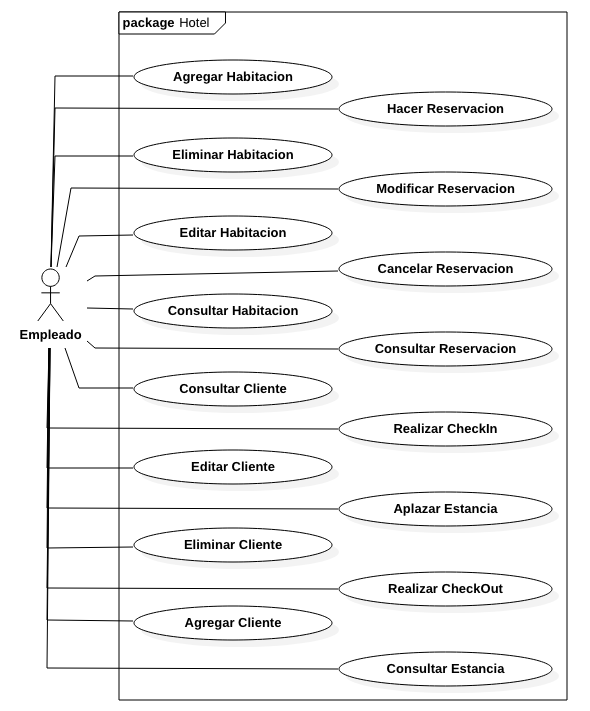 package Hotel
Agregar Habitacion
Hacer Reservacion
Eliminar Habitacion
Modificar Reservacion
Editar Habitacion
Cancelar Reservacion
Consultar Habitacion
Empleado
Consultar Reservacion
Consultar Cliente
Realizar CheckIn
Editar Cliente
Aplazar Estancia
Eliminar Cliente
Realizar CheckOut
Agregar Cliente
Consultar Estancia